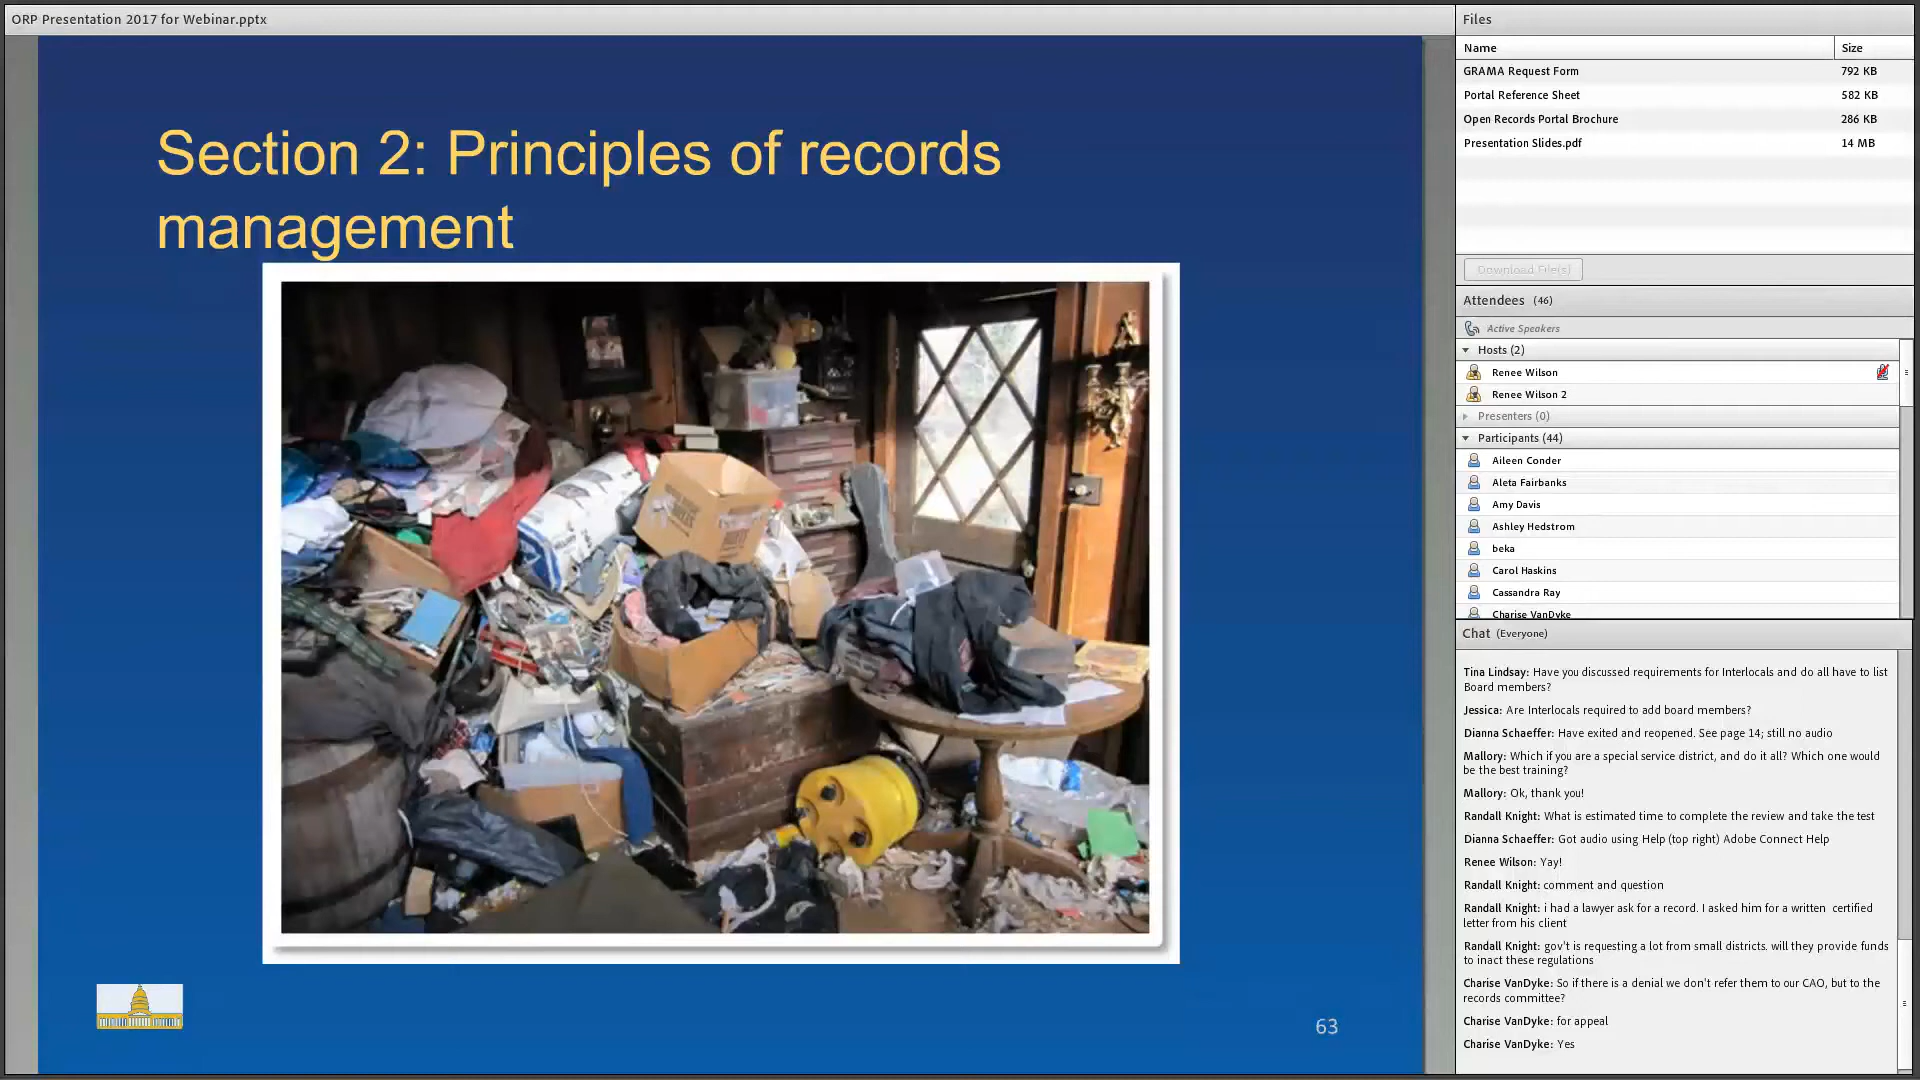 ORP Presentation 2017 for Webinar.pptx
Section 2: Principles of records
management
63
Files
Name Size
GRAMA Request Form 792 KB
Portal Reference Sheet 582 KB
Open Records Portal Brochure 286 KB
Presentation Slides.pdf 14 MB
Download File(s)
Attendees (46)
Active Speakers
Hosts (2)
Renee Wilson
Renee Wilson 2
Presenters (0)
Participants (44)
Aileen Conder
Aleta Fairbanks
Amy Davis
Ashley Hedstrom
beka
Carol Haskins
Cassandra Ray
Charise VanDyke
Chat (Everyone)
Tina Lindsay: Have you discussed requirements for Interlocals and do all have to list
Board members?
Jessica: Are Interlocals required to add board members?
Dianna Schaeffer: Have exited and reopened. See page 14; still no audio
Mallory: Which if you are a special service district, and do it all? Which one would
be the best training?
Mallory: Ok, thank you!
Randall Knight: What is estimated time to complete the review and take the test
Dianna Schaeffer: Got audio using Help (top right) Adobe Connect Help
Renee Wilson: Yay!
Randall Knight: comment and question
Randall Knight: i had a lawyer ask for a record. I asked him for a written certified
letter from his client
Randall Knight: gov't is requesting a lot from small districts. will they provide funds
to inact these regulations
Charise VanDyke: So if there is a denial we don't refer them to our CAO, but to the
records committee?
Charise VanDyke: for appeal
Charise VanDyke: Yes